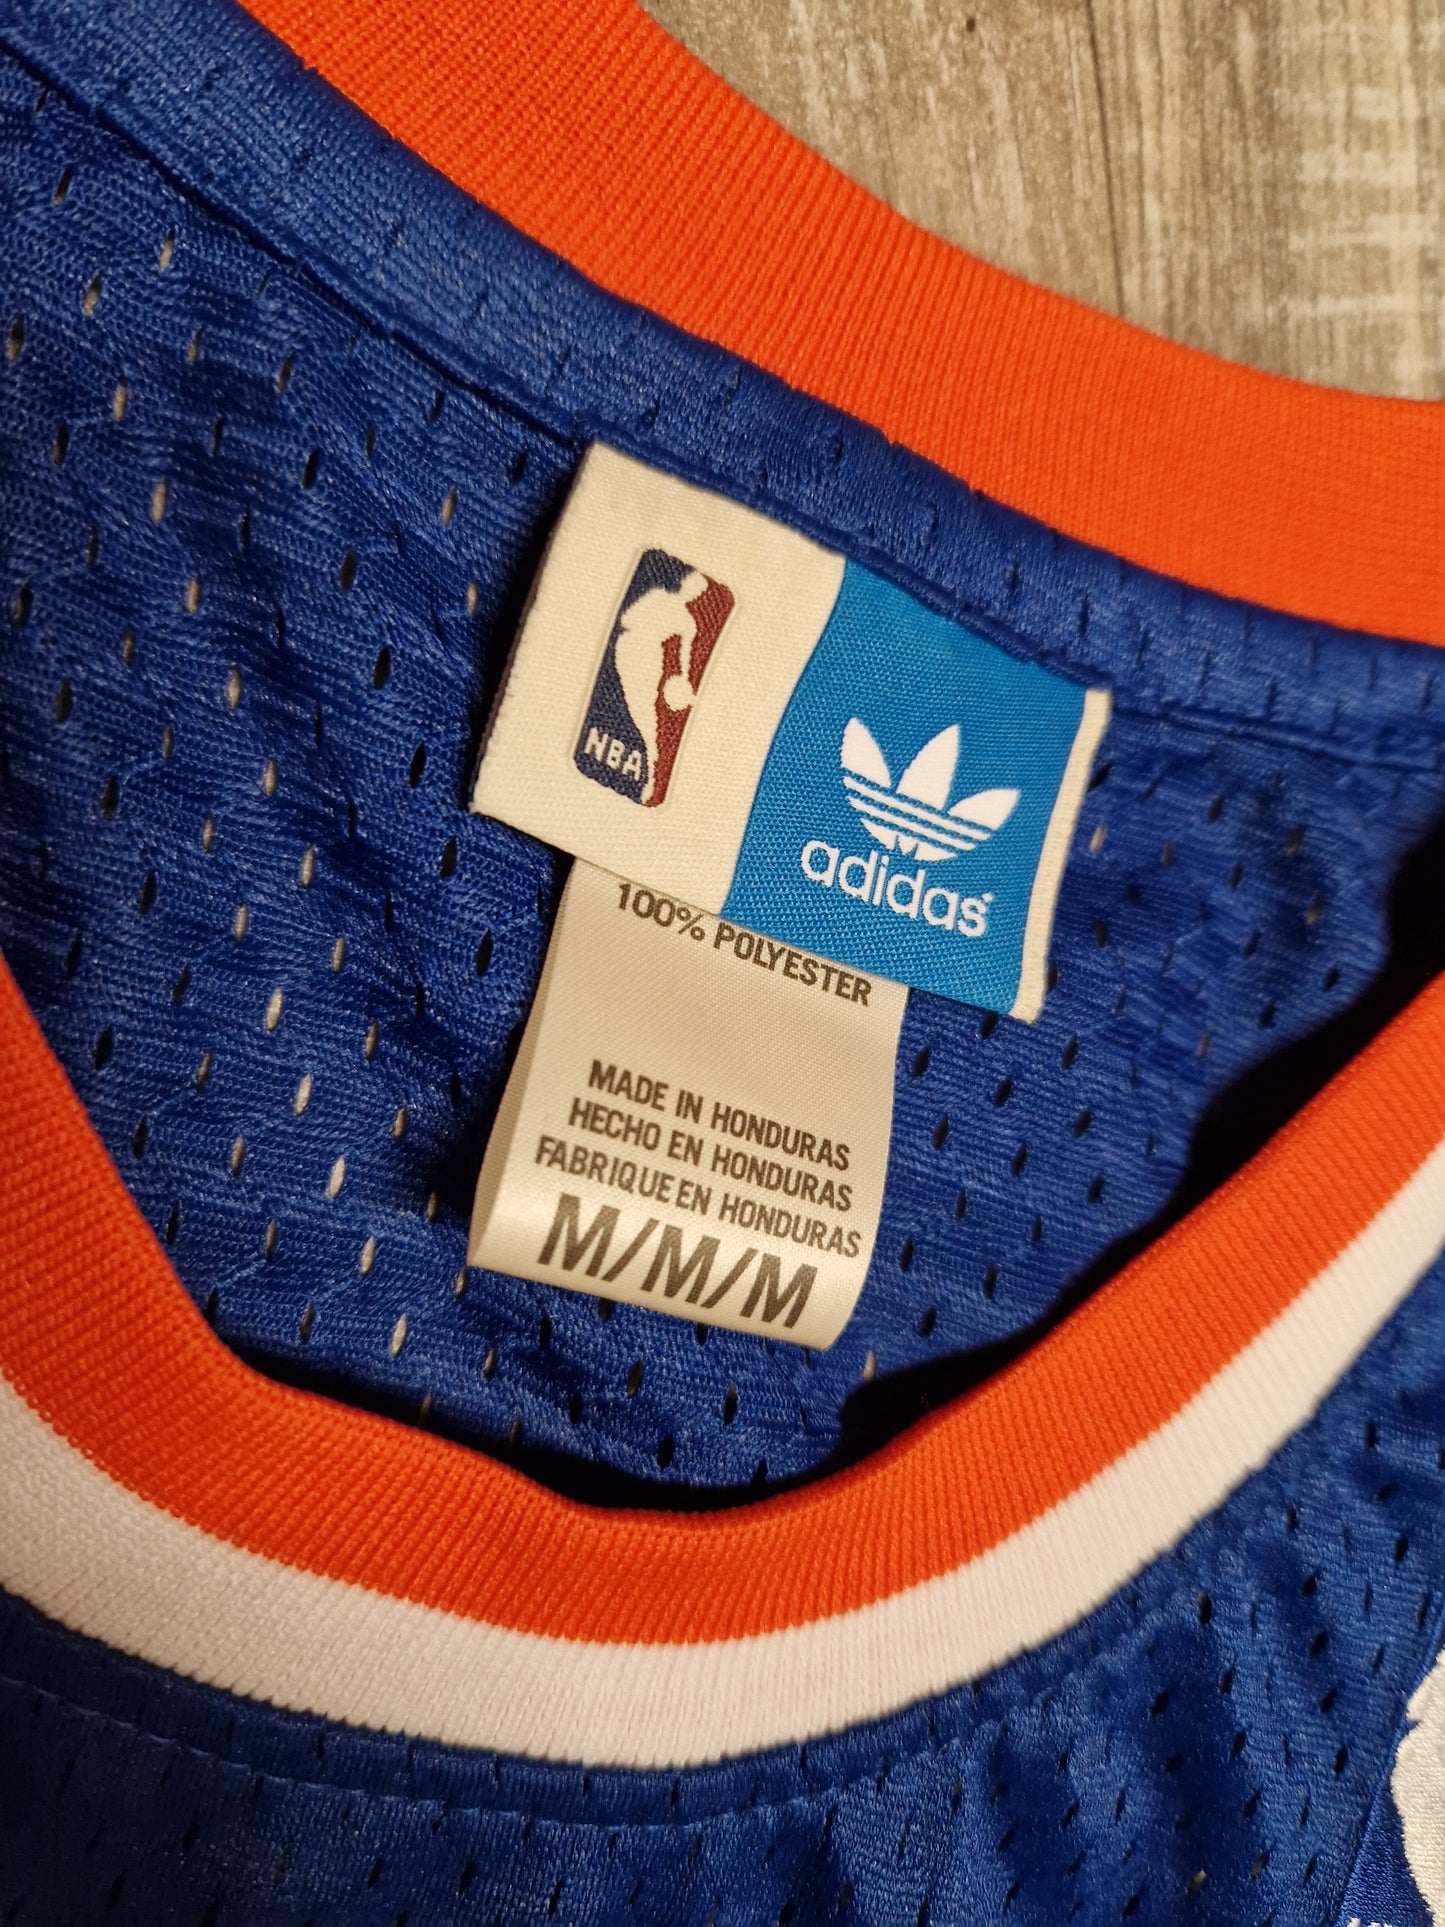 NBA
adidas
100% POLYESTER
MADE IN HONDURAS
HECHO EN HONDURAS
FABRIQUE EN HONDURAS
M/M/M